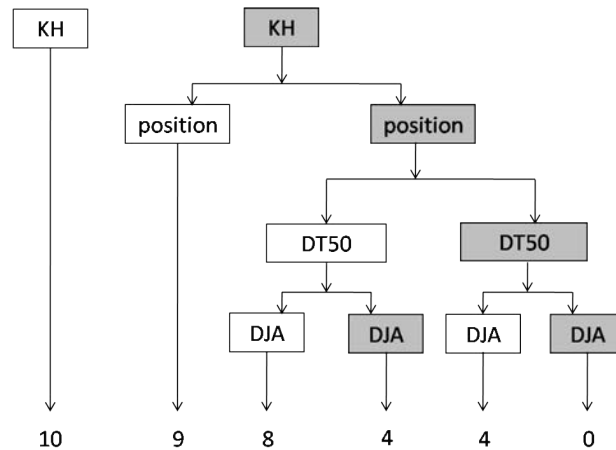 KH KH
position position
DT50 DT50
DJA DJA DJA DJA
10 9 8 4 4 0